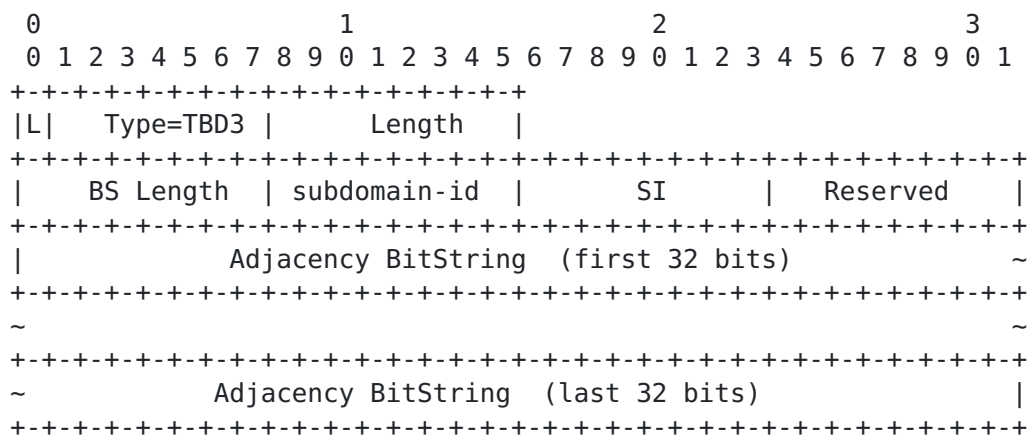 0                   1                   2                   3
 0 1 2 3 4 5 6 7 8 9 0 1 2 3 4 5 6 7 8 9 0 1 2 3 4 5 6 7 8 9 0 1
+-+-+-+-+-+-+-+-+-+-+-+-+-+-+-+-+
|L|   Type=TBD3 |      Length   |
+-+-+-+-+-+-+-+-+-+-+-+-+-+-+-+-+-+-+-+-+-+-+-+-+-+-+-+-+-+-+-+-+
|    BS Length  | subdomain-id  |       SI      |   Reserved    |
+-+-+-+-+-+-+-+-+-+-+-+-+-+-+-+-+-+-+-+-+-+-+-+-+-+-+-+-+-+-+-+-+
|             Adjacency BitString  (first 32 bits)              ~
+-+-+-+-+-+-+-+-+-+-+-+-+-+-+-+-+-+-+-+-+-+-+-+-+-+-+-+-+-+-+-+-+
~                                                               ~
+-+-+-+-+-+-+-+-+-+-+-+-+-+-+-+-+-+-+-+-+-+-+-+-+-+-+-+-+-+-+-+-+
~            Adjacency BitString  (last 32 bits)                |
+-+-+-+-+-+-+-+-+-+-+-+-+-+-+-+-+-+-+-+-+-+-+-+-+-+-+-+-+-+-+-+-+